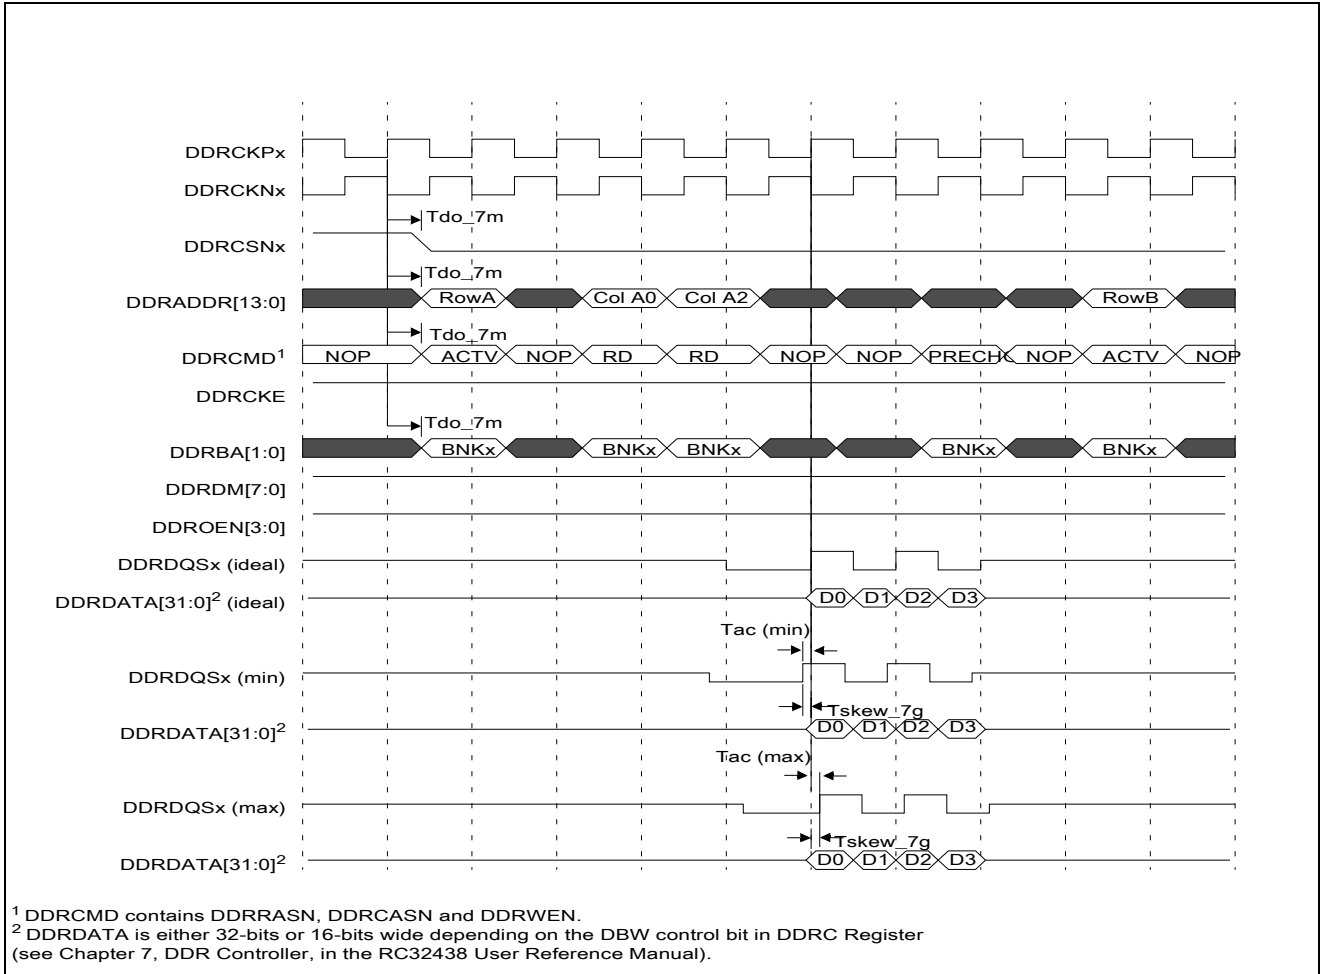 DDRCKPx
DDRCKNx
Tdo_7m
DDRCSNx
Tdo_7m
DDRADDR[13:0] RowA Col A0 Col A2 RowB
Tdo_7m
DDRCMD1 NOP ACTV NOP RD RD NOP NOP PRECHG NOP ACTV NOP
DDRCKE
Tdo_7m
DDRBA[1:0] BNKx BNKx BNKx BNKx BNKx
DDRDM[7:0]
DDROEN[3:0]
DDRDQSx (ideal)
DDRDATA[31:0]2 (ideal) D0 D1 D2 D3
Tac (min)
DDRDQSx (min)
Tskew_7g
DDRDATA[31:0]2 D0 D1 D2 D3
Tac (max)
DDRDQSx (max)
Tskew_7g
DDRDATA[31:0]2 D0 D1 D2 D3
1 DDRCMD contains DDRRASN, DDRCASN and DDRWEN.
2 DDRDATA is either 32-bits or 16-bits wide depending on the DBW control bit in DDRC Register
(see Chapter 7, DDR Controller, in the RC32438 User Reference Manual).